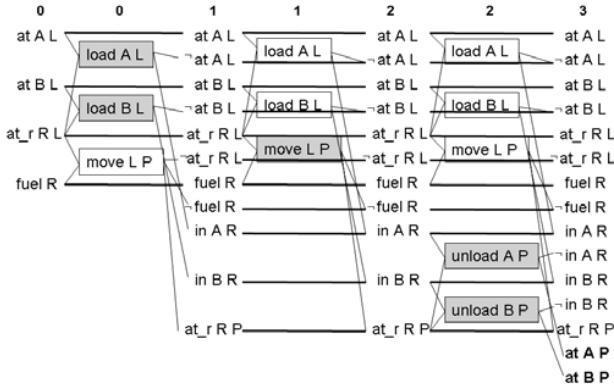 0 0 1 1 2 2 3
at A L at A L at A L at A L
load A L ¬ at A L load A L ¬ at A L load A L ¬ at A L
at B L at B L at B L at B L
load B L ¬ at B L load B L ¬ at B L load B L ¬ at B L
at_r R L at_r R L at_r R L at_r R L
move L P ¬ at_r R L move L P ¬ at_r R L move L P ¬ at_r R L
fuel R fuel R fuel R fuel R
¬ fuel R ¬ fuel R ¬ fuel R
in A R in A R in A R
unload A P ¬ in A R
in B R in B R in B R
unload B P ¬ in B R
at_r R P at_r R P at_r R P
at A P
at B P